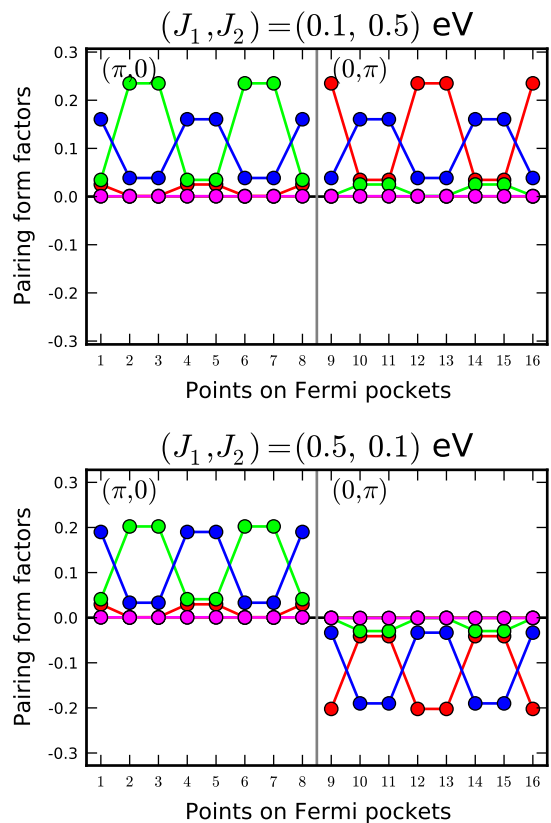 (J₁,J₂)=(0.1, 0.5) eV
(π,0) (0,π)
0.3
0.2
0.1
0.0
-0.1
-0.2
-0.3
Pairing form factors
1 2 3 4 5 6 7 8 9 10 11 12 13 14 15 16
Points on Fermi pockets
(J₁,J₂)=(0.5, 0.1) eV
(π,0) (0,π)
0.3
0.2
0.1
0.0
-0.1
-0.2
-0.3
Pairing form factors
1 2 3 4 5 6 7 8 9 10 11 12 13 14 15 16
Points on Fermi pockets